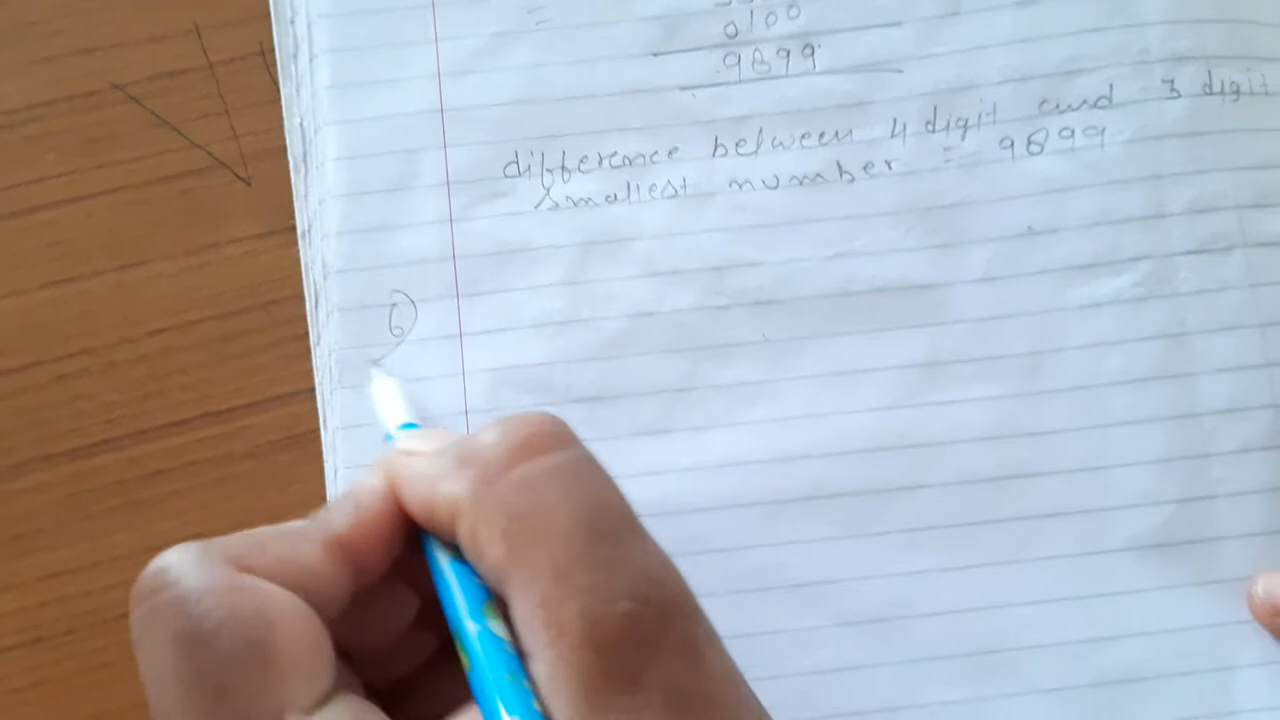 =
0100
9899
difference between 4 digit and 3 digit
smallest number = 9899
6)